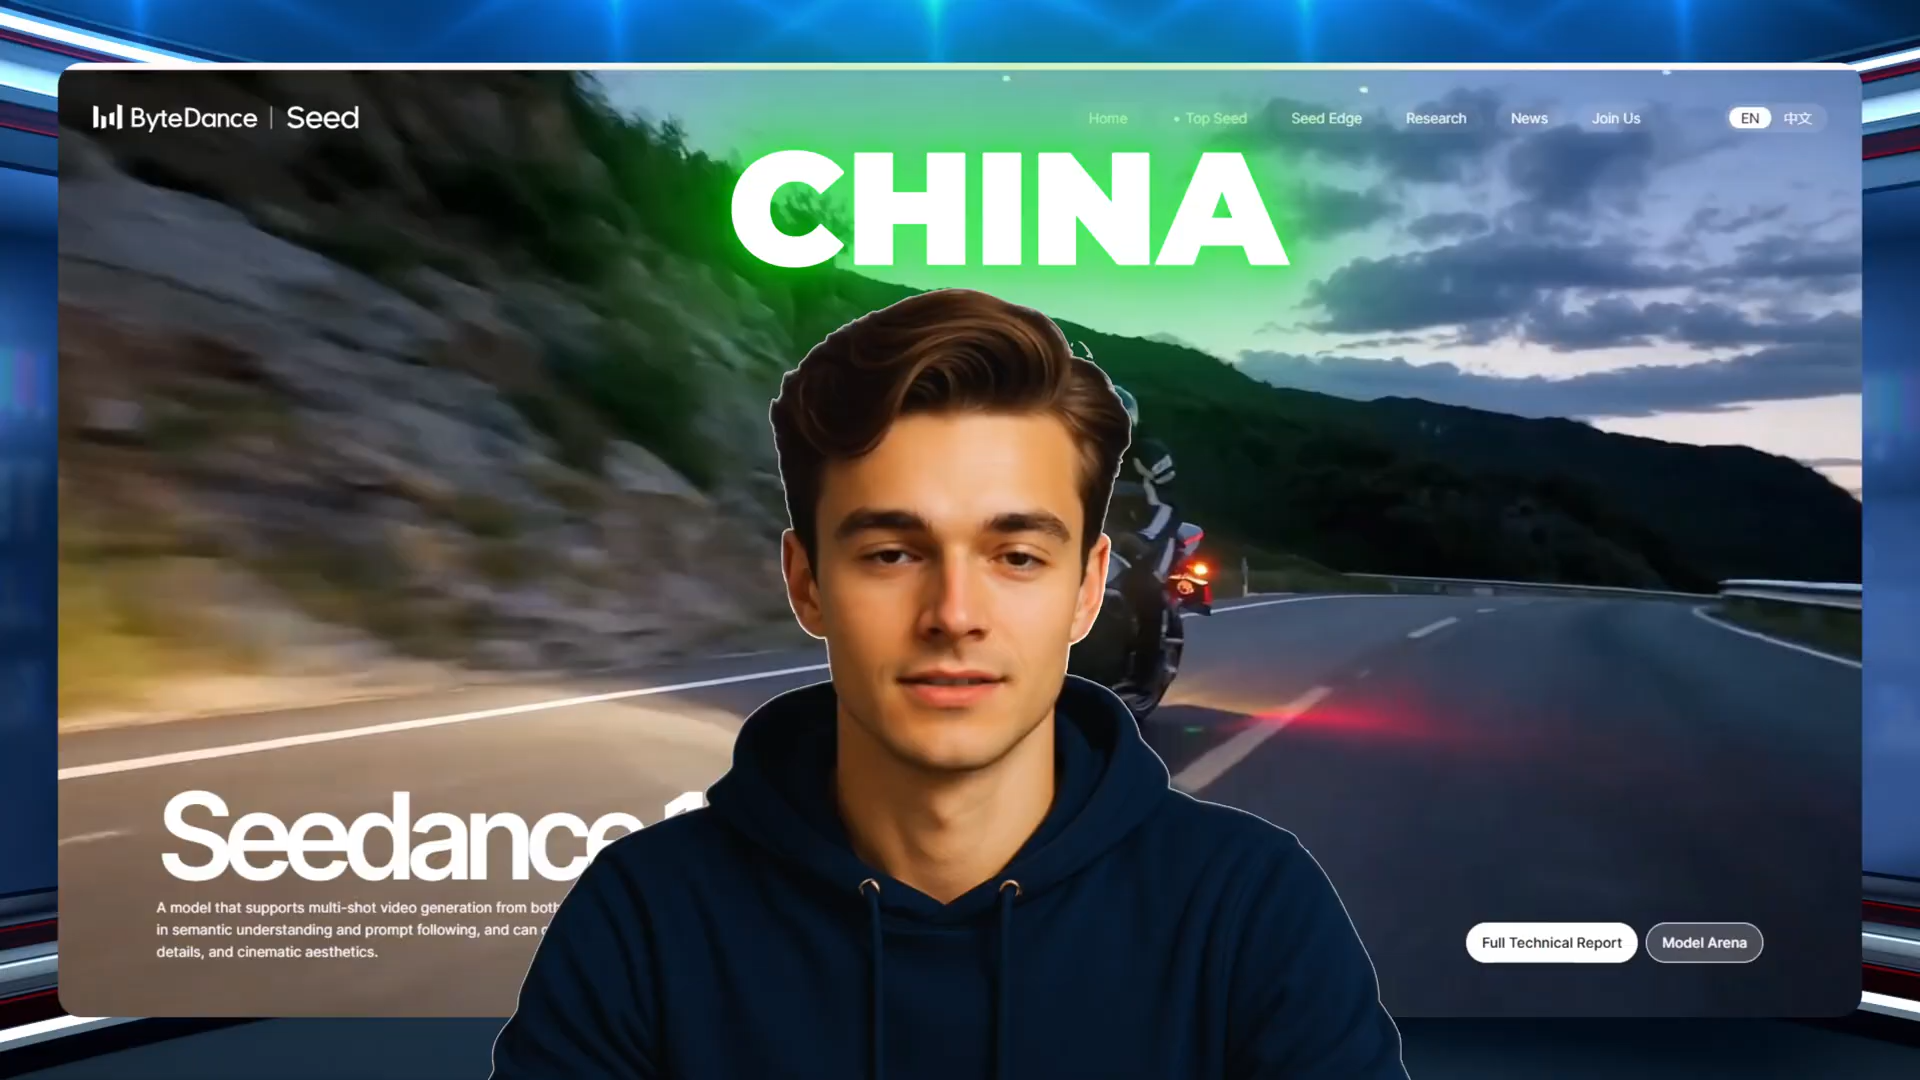 ByteDance | Seed
Home
Top Seed
Seed Edge
Research
News
Join Us
EN
中文
CHINA
Seedance
A model that supports multi-shot video generation from both
in semantic understanding and prompt following, and can
details, and cinematic aesthetics.
Full Technical Report
Model Arena